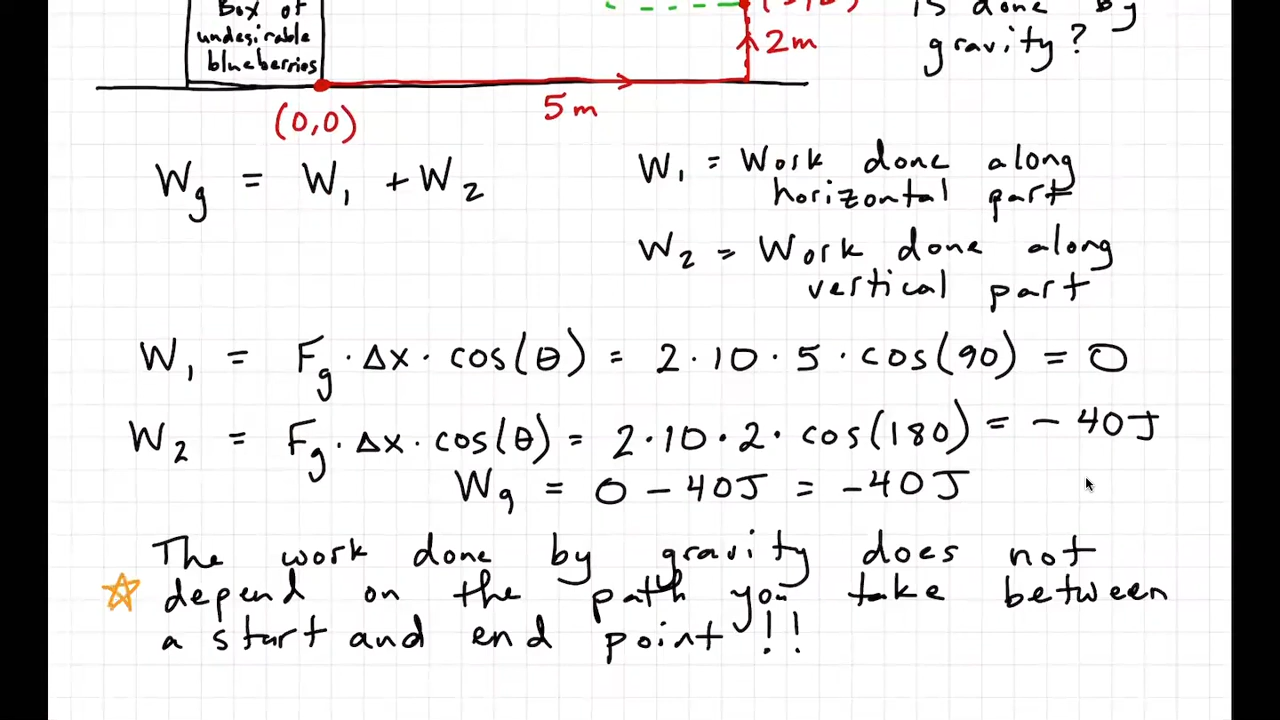 Box of
undesirable
blueberries
is done by
gravity?
2m
5m
(0,0)
Wg = W1 + W2
W1 = Work done along
horizontal part
W2 = Work done along
vertical part
W1 = Fg · Δx · cos(θ) = 2·10·5·cos(90) = 0
W2 = Fg · Δx · cos(θ) = 2·10·2·cos(180) = -40J
Wg = 0 - 40J = -40J
The work done by gravity does not
depend on the path you take between
a start and end point!!